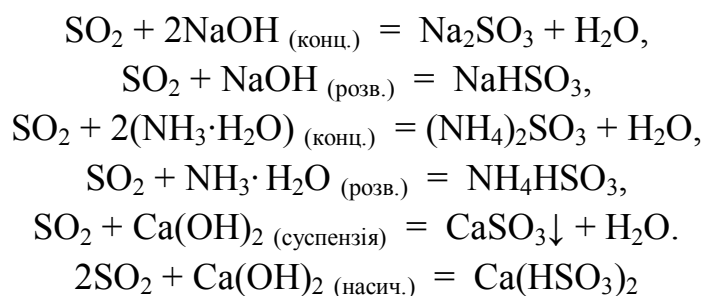 SO₂ + 2NaOH (конц.) = Na₂SO₃ + H₂O,
SO₂ + NaOH (розв.) = NaHSO₃,
SO₂ + 2(NH₃·H₂O) (конц.) = (NH₄)₂SO₃ + H₂O,
SO₂ + NH₃· H₂O (розв.) = NH₄HSO₃,
SO₂ + Ca(OH)₂ (суспензія) = CaSO₃↓ + H₂O.
2SO₂ + Ca(OH)₂ (насич.) = Ca(HSO₃)₂